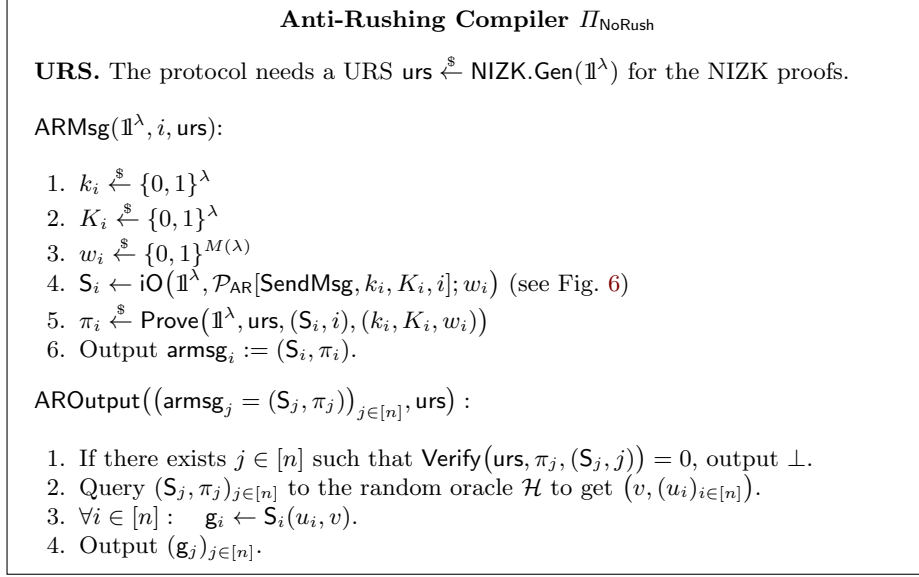 Anti-Rushing Compiler Π_NoRush
URS. The protocol needs a URS urs ←$ NIZK.Gen(𝟙^λ) for the NIZK proofs.
ARMsg(𝟙^λ, i, urs):
1. k_i ←$ {0, 1}^λ
2. K_i ←$ {0, 1}^λ
3. w_i ←$ {0, 1}^{M(λ)}
4. S_i ← iO(𝟙^λ, 𝒫_AR[SendMsg, k_i, K_i, i]; w_i) (see Fig. 6)
5. π_i ←$ Prove(𝟙^λ, urs, (S_i, i), (k_i, K_i, w_i))
6. Output armsg_i := (S_i, π_i).
AROutput((armsg_j = (S_j, π_j))_{j∈[n]}, urs) :
1. If there exists j ∈ [n] such that Verify(urs, π_j, (S_j, j)) = 0, output ⊥.
2. Query (S_j, π_j)_{j∈[n]} to the random oracle ℋ to get (v, (u_i)_{i∈[n]}).
3. ∀i ∈ [n] : g_i ← S_i(u_i, v).
4. Output (g_j)_{j∈[n]}.